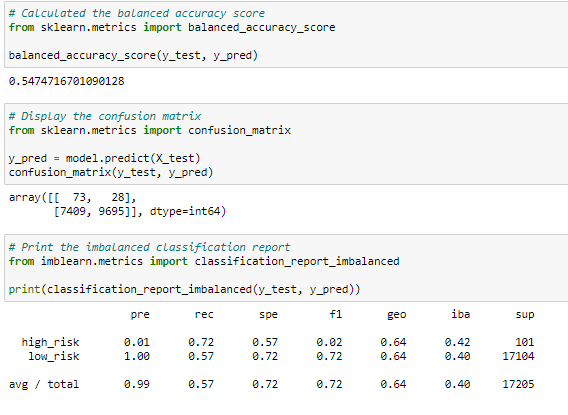 # Calculated the balanced accuracy score
from sklearn.metrics import balanced_accuracy_score
balanced_accuracy_score(y_test, y_pred)
0.5474716701090128
# Display the confusion matrix
from sklearn.metrics import confusion_matrix
y_pred = model.predict(X_test)
confusion_matrix(y_test, y_pred)
array([[  73,   28],
       [7409, 9695]], dtype=int64)
# Print the imbalanced classification report
from imblearn.metrics import classification_report_imbalanced
print(classification_report_imbalanced(y_test, y_pred))
pre rec spe f1 geo iba sup
high_risk 0.01 0.72 0.57 0.02 0.64 0.42 101
low_risk 1.00 0.57 0.72 0.72 0.64 0.40 17104
avg / total 0.99 0.57 0.72 0.72 0.64 0.40 17205